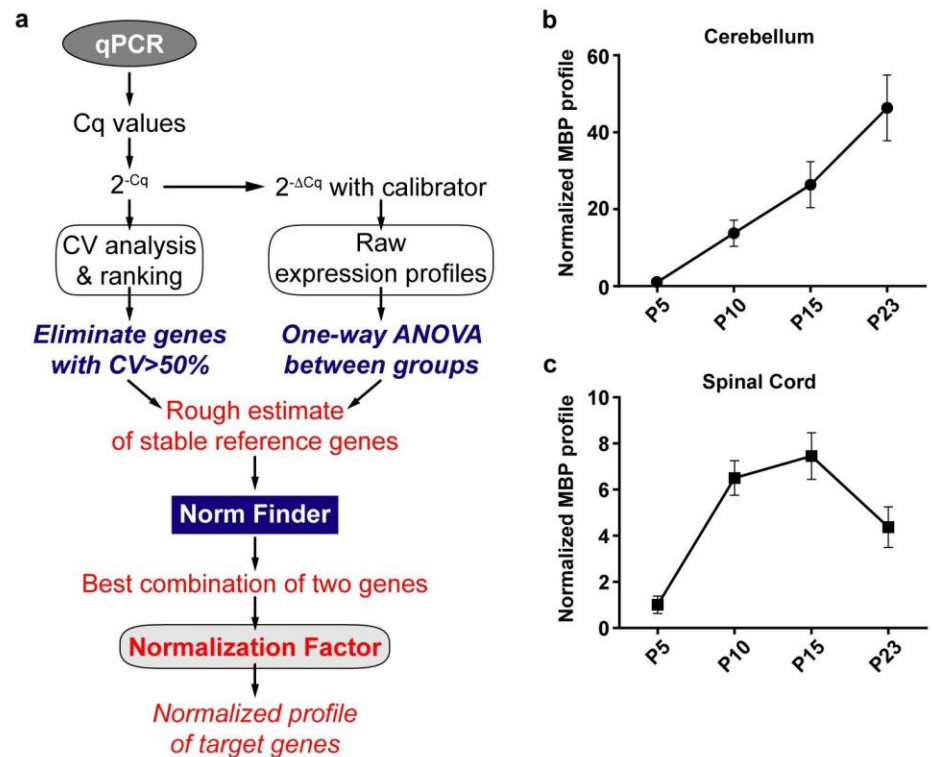 a
qPCR
Cq values
2^-Cq
2^-ΔCq with calibrator
CV analysis
& ranking
Raw
expression profiles
Eliminate genes
with CV>50%
One-way ANOVA
between groups
Rough estimate
of stable reference genes
Norm Finder
Best combination of two genes
Normalization Factor
Normalized profile
of target genes
b
Cerebellum
Normalized MBP profile
60
40
20
0
P5
P10
P15
P23
c
Spinal Cord
Normalized MBP profile
10
8
6
4
2
0
P5
P10
P15
P23